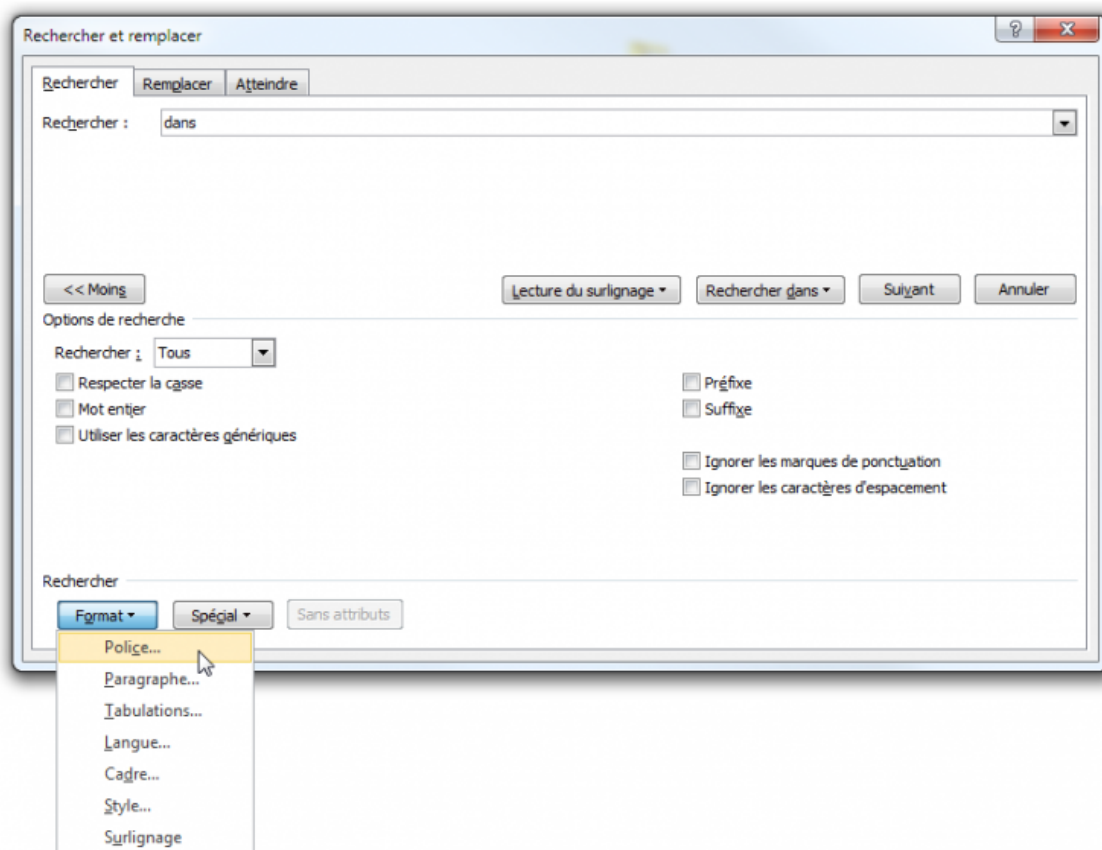 Rechercher et remplacer
Rechercher Remplacer Atteindre
Rechercher : dans
<< Moins Lecture du surlignage Rechercher dans Suivant Annuler
Options de recherche
Rechercher : Tous
Respecter la casse Préfixe
Mot entier Suffixe
Utiliser les caractères génériques
Ignorer les marques de ponctuation
Ignorer les caractères d'espacement
Rechercher
Format Spécial Sans attributs
Police...
Paragraphe...
Tabulations...
Langue...
Cadre...
Style...
Surlignage